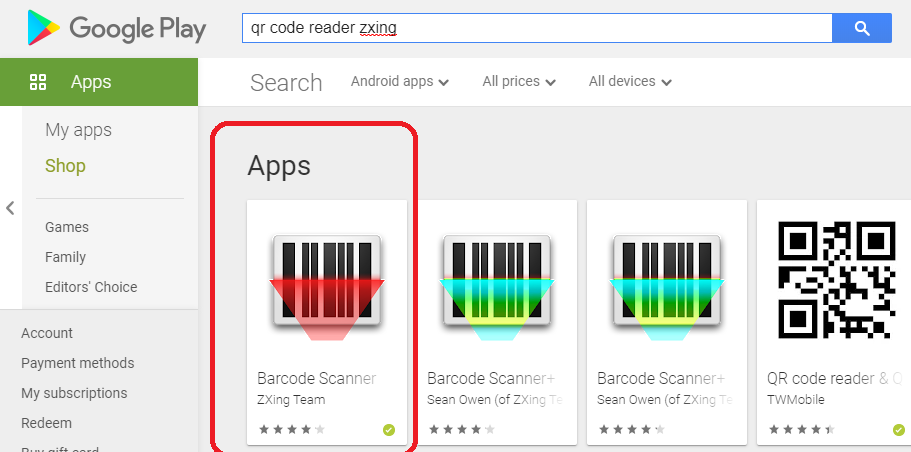 Google Play
qr code reader zxing
Apps
Search
Android apps
All prices
All devices
My apps
Shop
Games
Family
Editors' Choice
Account
Payment methods
My subscriptions
Redeem
Buy gift card
Apps
Barcode Scanner
ZXing Team
Barcode Scanner+
Sean Owen (of ZXing Te
Barcode Scanner+
Sean Owen (of ZXing Te
QR code reader & Q
TWMobile